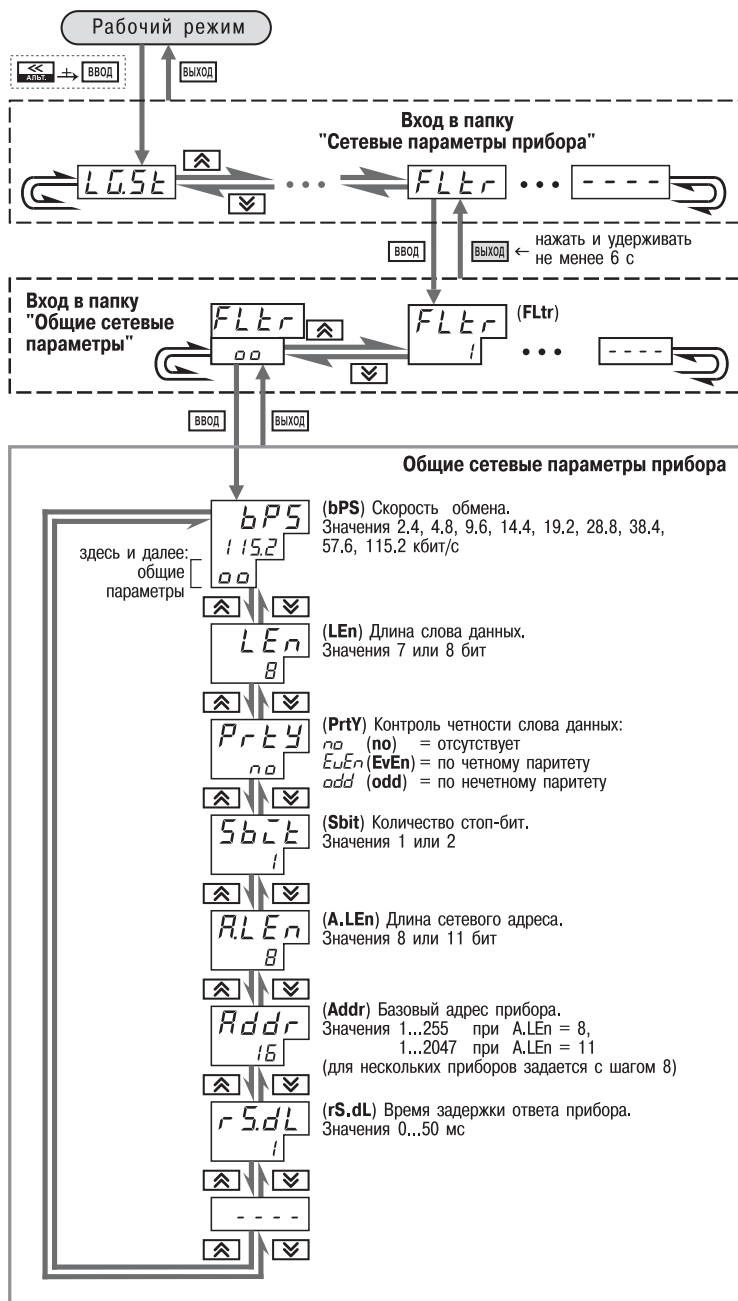 Рабочий режим
АЛЬТ.
ВВОД
ВЫХОД
Вход в папку
"Сетевые параметры прибора"
LG.St
• • •
FLtr
• • •
- - - -
ВВОД
ВЫХОД
← нажать и удерживать
не менее 6 с
Вход в папку
"Общие сетевые
параметры"
FLtr
oo
FLtr
1
(FLtr)
• • •
- - - -
ВВОД
ВЫХОД
Общие сетевые параметры прибора
bPS
115.2
oo
здесь и далее:
общие
параметры
(bPS) Скорость обмена.
Значения 2.4, 4.8, 9.6, 14.4, 19.2, 28.8, 38.4,
57.6, 115.2 кбит/с
LEn
8
(LEn) Длина слова данных.
Значения 7 или 8 бит
PrtY
no
(PrtY) Контроль четности слова данных:
no (no) = отсутствует
EvEn (EvEn) = по четному паритету
odd (odd) = по нечетному паритету
Sbit
1
(Sbit) Количество стоп-бит.
Значения 1 или 2
A.LEn
8
(A.LEn) Длина сетевого адреса.
Значения 8 или 11 бит
Addr
16
(Addr) Базовый адрес прибора.
Значения 1...255 при A.LEn = 8,
1...2047 при A.LEn = 11
(для нескольких приборов задается с шагом 8)
rS.dL
1
(rS.dL) Время задержки ответа прибора.
Значения 0...50 мс
- - - -